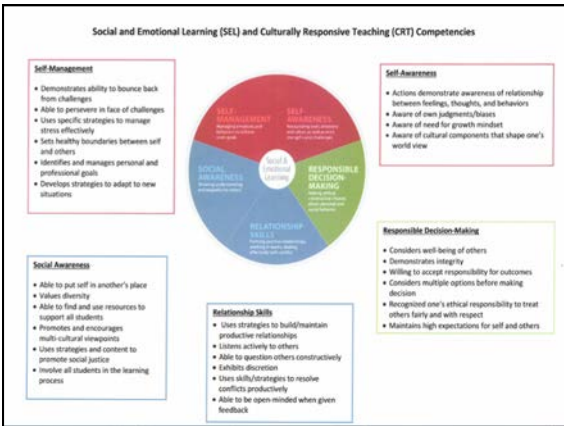 Social and Emotional Learning (SEL) and Culturally Responsive Teaching (CRT) Competencies
Self-Management
• Demonstrates ability to bounce back
from challenges
• Able to persevere in face of challenges
• Uses specific strategies to manage
stress effectively
• Sets healthy boundaries between self
and others
• Identifies and manages personal and
professional goals
• Develops strategies to adapt to new
situations
Self-Awareness
• Actions demonstrate awareness of relationship
between feelings, thoughts, and behaviors
• Aware of own judgments/biases
• Aware of need for growth mindset
• Aware of cultural components that shape one's
world view
SELF-
MANAGEMENT
SELF-
AWARENESS
SOCIAL
AWARENESS
Social &
Emotional
Learning
RESPONSIBLE
DECISION-
MAKING
RELATIONSHIP
SKILLS
Social Awareness
• Able to put self in another's place
• Values diversity
• Able to find and use resources to
support all students
• Promotes and encourages
multi-cultural viewpoints
• Uses strategies and content to
promote social justice
• Involve all students in the learning
process
Relationship Skills
• Uses strategies to build/maintain
productive relationships
• Listens actively to others
• Able to question others constructively
• Exhibits discretion
• Uses skills/strategies to resolve
conflicts productively
• Able to be open-minded when given
feedback
Responsible Decision-Making
• Considers well-being of others
• Demonstrates integrity
• Willing to accept responsibility for outcomes
• Considers multiple options before making
decision
• Recognized one's ethical responsibility to treat
others fairly and with respect
• Maintains high expectations for self and others